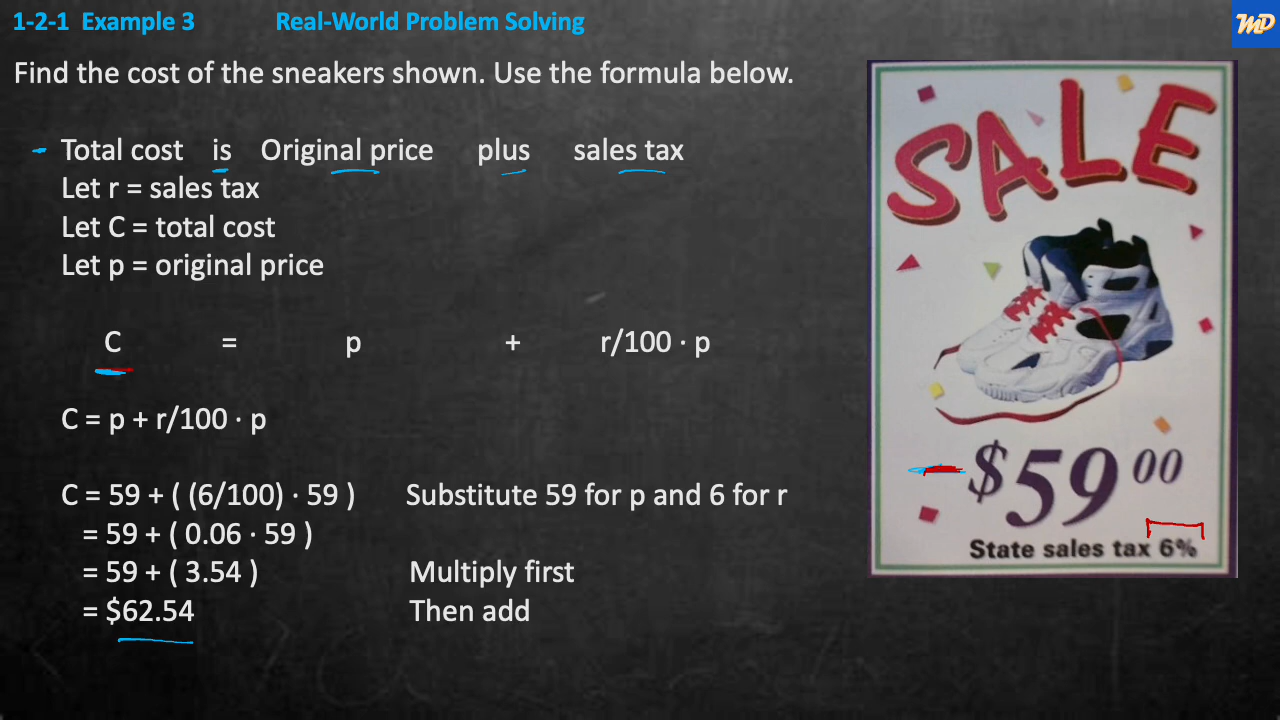 1-2-1 Example 3 Real-World Problem Solving
MD
Find the cost of the sneakers shown. Use the formula below.
Total cost is Original price plus sales tax
Let r = sales tax
Let C = total cost
Let p = original price
C = p + r/100 · p
C = p + r/100 · p
C = 59 + ( (6/100) · 59 ) Substitute 59 for p and 6 for r
= 59 + ( 0.06 · 59 )
= 59 + ( 3.54 ) Multiply first
= $62.54 Then add
SALE
$59 00
State sales tax 6%